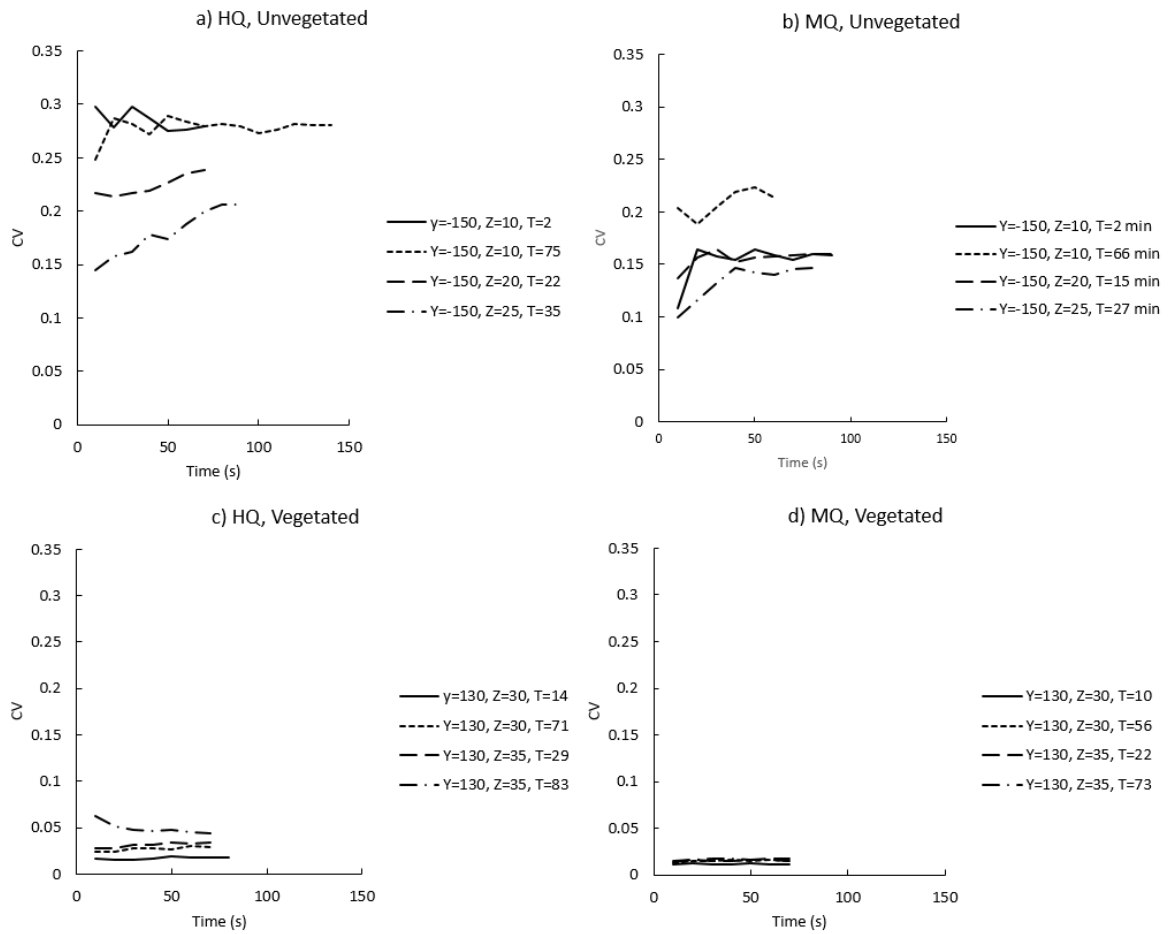 a) HQ, Unvegetated
0.35
0.3
0.25
0.2
0.15
0.1
0.05
0
CV
0 50 100 150
Time (s)
y=-150, Z=10, T=2
Y=-150, Z=10, T=75
Y=-150, Z=20, T=22
Y=-150, Z=25, T=35
b) MQ, Unvegetated
0.35
0.3
0.25
0.2
0.15
0.1
0.05
0
CV
0 50 100 150
Time (s)
Y=-150, Z=10, T=2 min
Y=-150, Z=10, T=66 min
Y=-150, Z=20, T=15 min
Y=-150, Z=25, T=27 min
c) HQ, Vegetated
0.35
0.3
0.25
0.2
0.15
0.1
0.05
0
CV
0 50 100 150
Time (s)
y=130, Z=30, T=14
Y=130, Z=30, T=71
Y=130, Z=35, T=29
Y=130, Z=35, T=83
d) MQ, Vegetated
0.35
0.3
0.25
0.2
0.15
0.1
0.05
0
CV
0 50 100 150
Time (s)
Y=130, Z=30, T=10
Y=130, Z=30, T=56
Y=130, Z=35, T=22
Y=130, Z=35, T=73